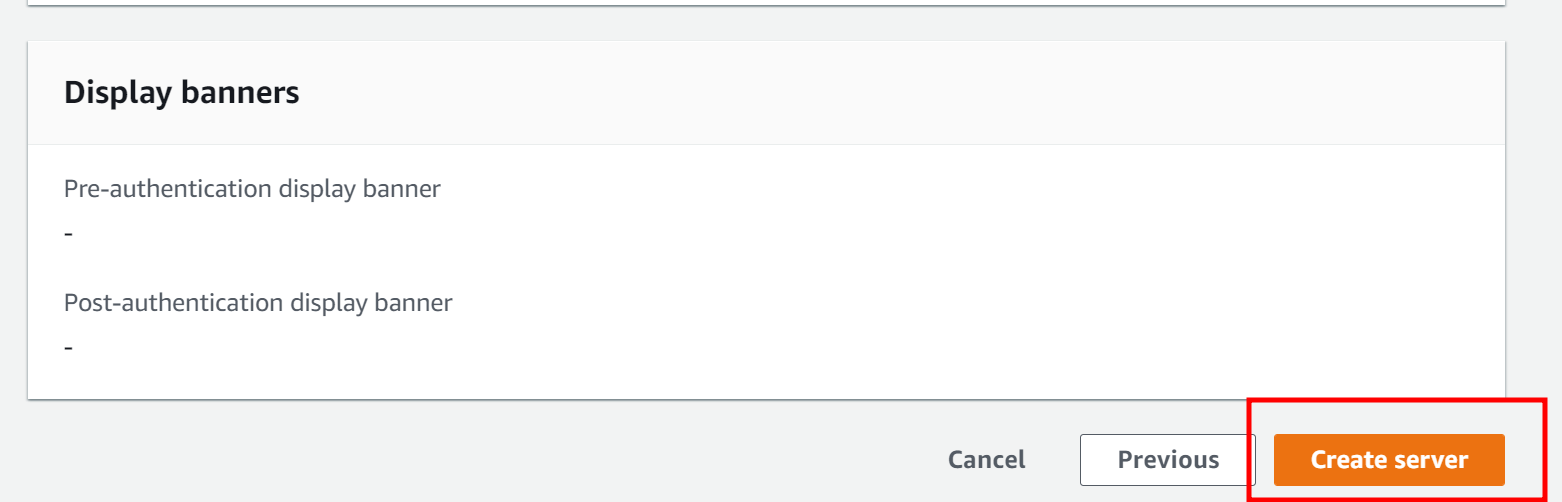 Display banners
Pre-authentication display banner
-
Post-authentication display banner
-
Cancel Previous Create server